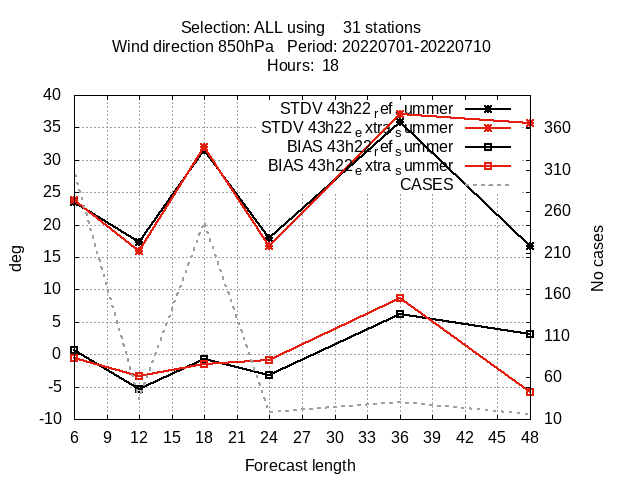 Selection: ALL using 31 stations
Wind direction 850hPa Period: 20220701-20220710
Hours: 18
STDV 43h22_ref_summer
STDV 43h22_extra_summer
BIAS 43h22_ref_summer
BIAS 43h22_extra_summer
CASES
deg
40
35
30
25
20
15
10
5
0
-5
-10
360
310
260
210
160
110
60
10
No cases
6 9 12 15 18 21 24 27 30 33 36 39 42 45 48
Forecast length